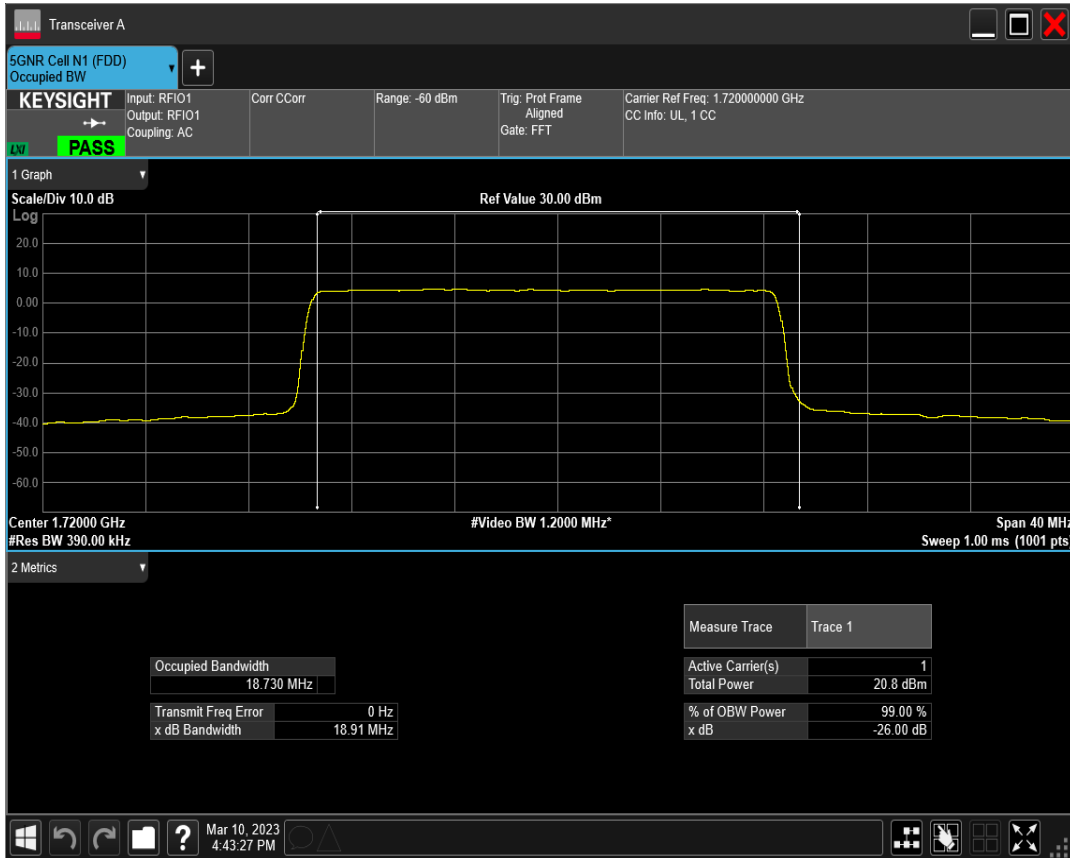 Transceiver A
5GNR Cell N1 (FDD)
Occupied BW
+
KEYSIGHT
LXI
PASS
Input: RFIO1
Output: RFIO1
Coupling: AC
Corr CCorr
Range: -60 dBm
Trig: Prot Frame
Aligned
Gate: FFT
Carrier Ref Freq: 1.720000000 GHz
CC Info: UL, 1 CC
1 Graph
Scale/Div 10.0 dB
Ref Value 30.00 dBm
Log
20.0
10.0
0.00
-10.0
-20.0
-30.0
-40.0
-50.0
-60.0
Center 1.72000 GHz
#Video BW 1.2000 MHz*
Span 40 MHz
#Res BW 390.00 kHz
Sweep 1.00 ms (1001 pts)
2 Metrics
Measure Trace Trace 1
Occupied Bandwidth
18.730 MHz
Active Carrier(s) 1
Total Power 20.8 dBm
Transmit Freq Error 0 Hz
x dB Bandwidth 18.91 MHz
% of OBW Power 99.00 %
x dB -26.00 dB
?
Mar 10, 2023
4:43:27 PM